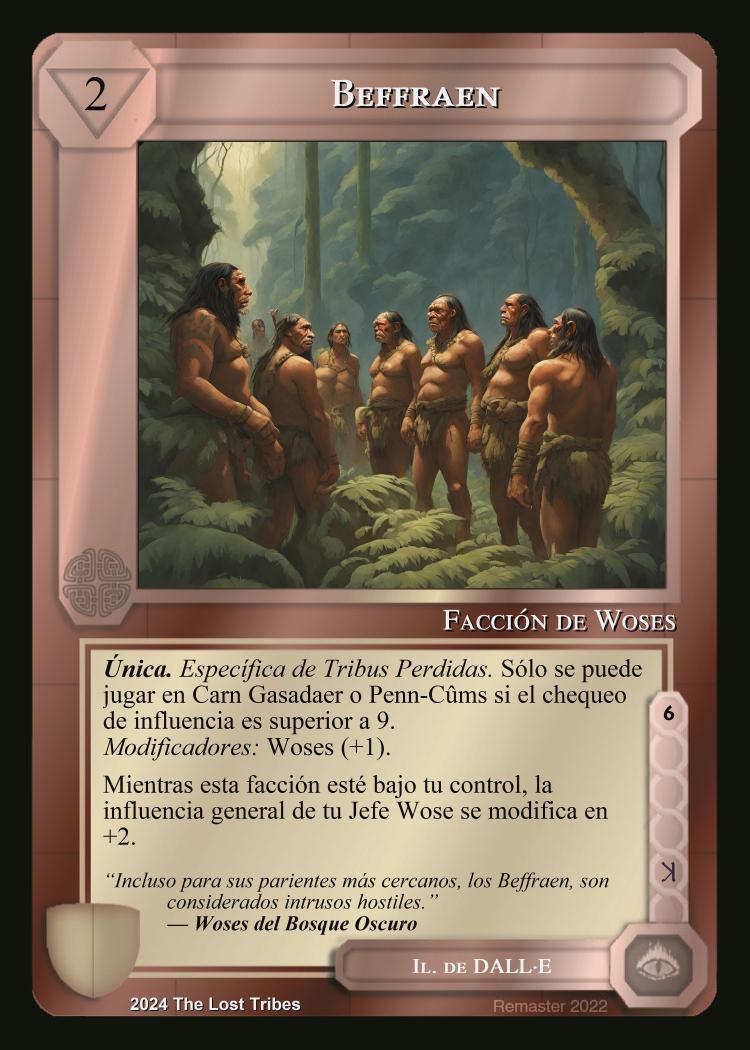 2
Beffraen
Facción de Woses
Única. Específica de Tribus Perdidas. Sólo se puede
jugar en Carn Gasadaer o Penn-Cûms si el chequeo
de influencia es superior a 9.
Modificadores: Woses (+1).
Mientras esta facción esté bajo tu control, la
influencia general de tu Jefe Wose se modifica en
+2.
6
“Incluso para sus parientes más cercanos, los Beffraen, son
considerados intrusos hostiles.”
— Woses del Bosque Oscuro
Il. de DALL·E
2024 The Lost Tribes
Remaster 2022